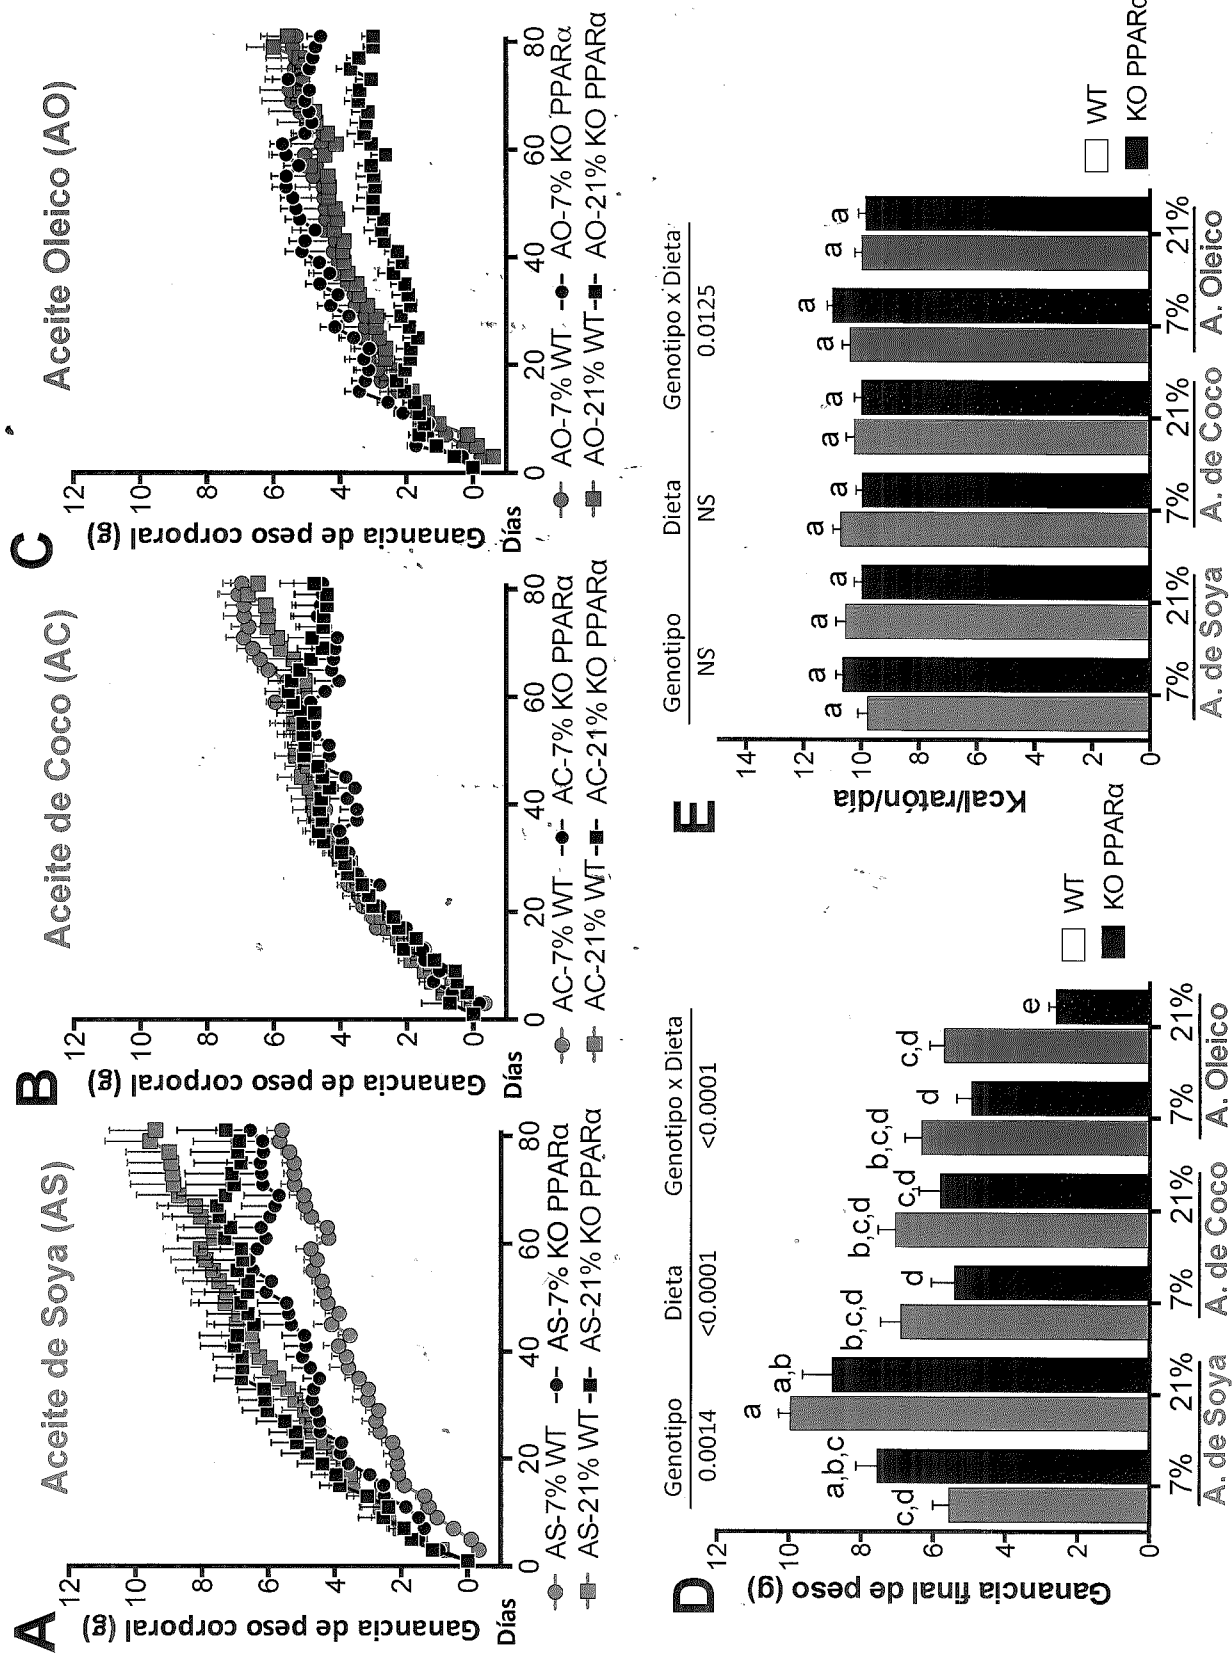 A
Aceite de Soya (AS)
Ganancia de peso corporal (g)
12
10
8
6
4
2
0
0 20 40 60 80
Días
AS-7% WT AS-7% KO PPARα
AS-21% WT AS-21% KO PPARα
B
Aceite de Coco (AC)
Ganancia de peso corporal (g)
12
10
8
6
4
2
0
0 20 40 60 80
Días
AC-7% WT AC-7% KO PPARα
AC-21% WT AC-21% KO PPARα
C
Aceite Oleico (AO)
Ganancia de peso corporal (g)
12
10
8
6
4
2
0
0 20 40 60 80
Días
AO-7% WT AO-7% KO PPARα
AO-21% WT AO-21% KO PPARα
D
Genotipo Dieta Genotipo x Dieta
0.0014 <0.0001 <0.0001
Ganancia final de peso (g)
12
10
8
6
4
2
0
c,d a,b,c a a,b b,c,d d b,c,d c,d b,c,d d c,d e
7% 21% 7% 21% 7% 21%
A. de Soya A. de Coco A. Oleico
WT
KO PPARα
E
Genotipo Dieta Genotipo x Dieta
NS NS 0.0125
Kcal/ratón/día
14
12
10
8
6
4
2
0
a a a a a a a a a a a a
7% 21% 7% 21% 7% 21%
A. de Soya A. de Coco A. Oleico
WT
KO PPARα